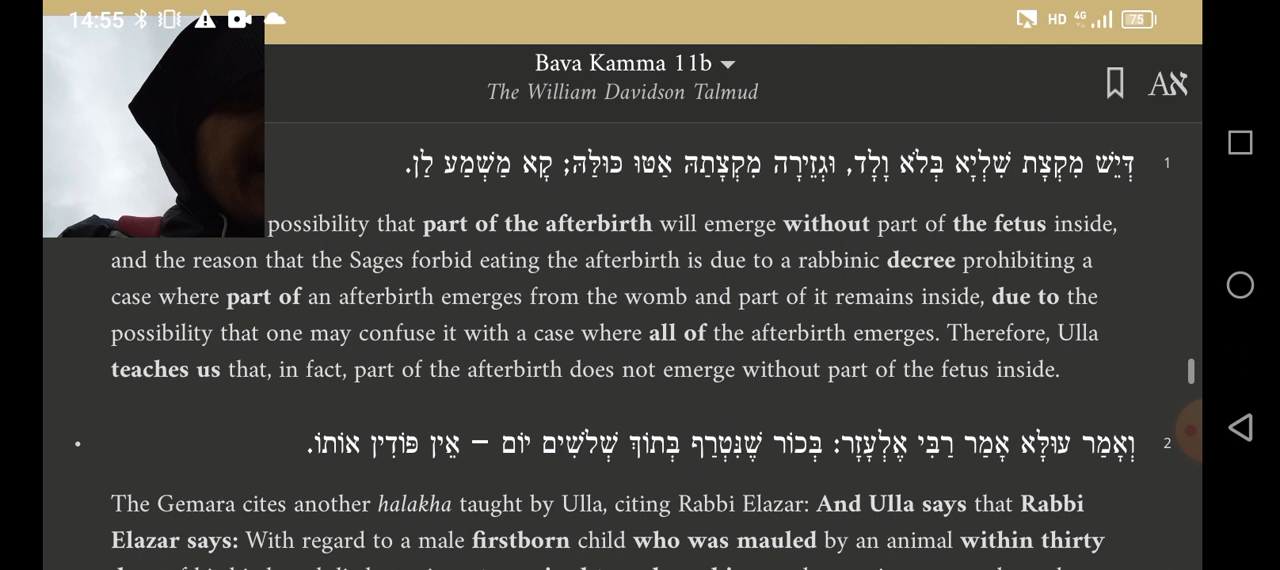 14:55 HD 4G 75
Bava Kamma 11b
The William Davidson Talmud
Aא
1 דְּיֵשׁ מִקְצָת שִׁלְיָא בְּלֹא וָלָד, וּגְזֵירָה מִקְצָתַהּ אַטּוּ כּוּלַּהּ; קָא מַשְׁמַע לַן.
possibility that part of the afterbirth will emerge without part of the fetus inside,
and the reason that the Sages forbid eating the afterbirth is due to a rabbinic decree prohibiting a
case where part of an afterbirth emerges from the womb and part of it remains inside, due to the
possibility that one may confuse it with a case where all of the afterbirth emerges. Therefore, Ulla
teaches us that, in fact, part of the afterbirth does not emerge without part of the fetus inside.
2 וְאָמַר עוּלָּא אָמַר רַבִּי אֶלְעָזָר: בְּכוֹר שֶׁנִּטְרַף בְּתוֹךְ שְׁלֹשִׁים יוֹם – אֵין פּוֹדִין אוֹתוֹ.
The Gemara cites another halakha taught by Ulla, citing Rabbi Elazar: And Ulla says that Rabbi
Elazar says: With regard to a male firstborn child who was mauled by an animal within thirty